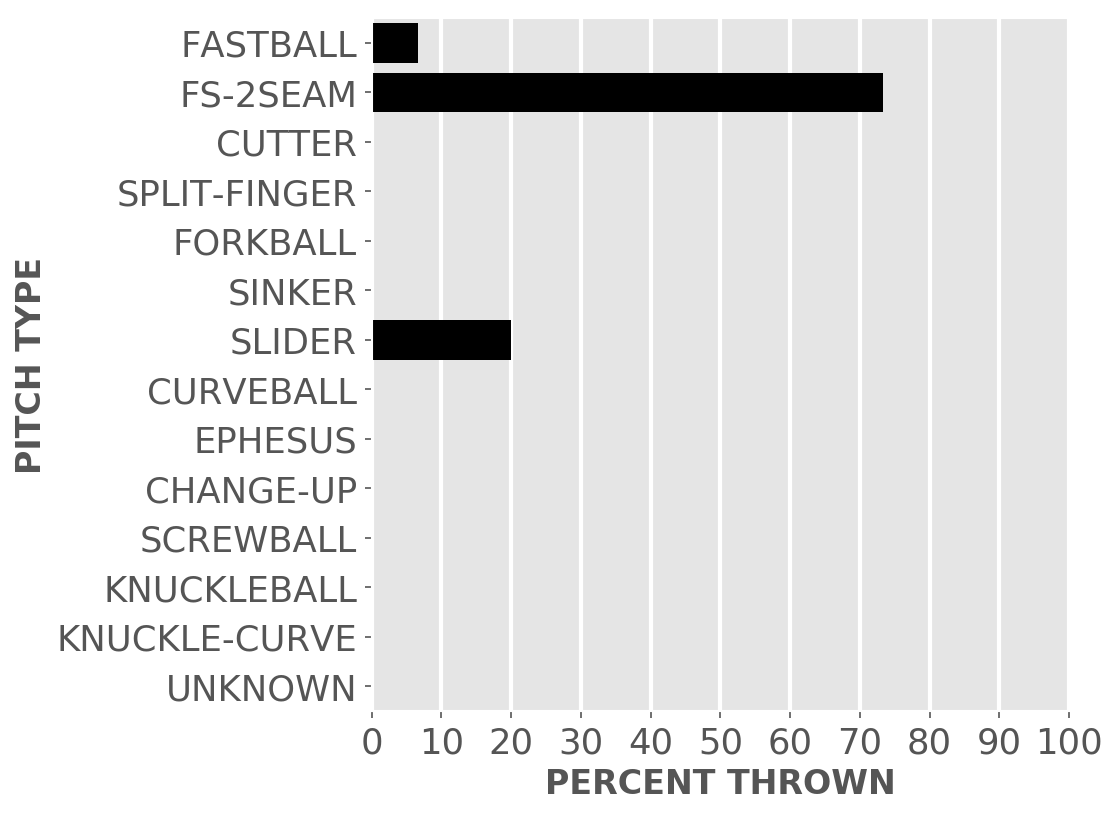 FASTBALL
FS-2SEAM
CUTTER
SPLIT-FINGER
FORKBALL
SINKER
SLIDER
CURVEBALL
EPHESUS
CHANGE-UP
SCREWBALL
KNUCKLEBALL
KNUCKLE-CURVE
UNKNOWN
PITCH TYPE
0 10 20 30 40 50 60 70 80 90 100
PERCENT THROWN